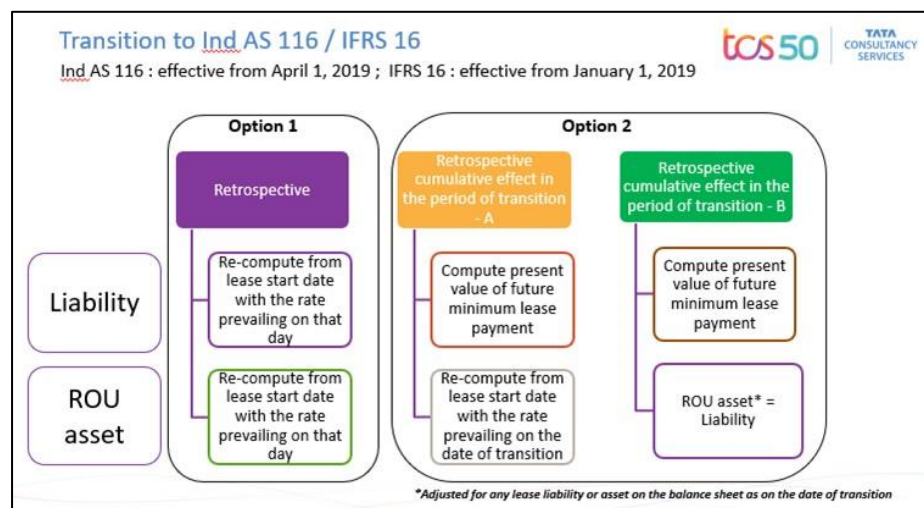 Transition to Ind AS 116 / IFRS 16
Ind AS 116 : effective from April 1, 2019 ; IFRS 16 : effective from January 1, 2019
tcs50
TATA
CONSULTANCY
SERVICES
Option 1
Option 2
Retrospective
Retrospective
cumulative effect in
the period of transition
- A
Retrospective
cumulative effect in the
period of transition - B
Liability
Re-compute from
lease start date
with the rate
prevailing on that
day
Compute present
value of future
minimum lease
payment
Compute present
value of future
minimum lease
payment
ROU
asset
Re-compute from
lease start date
with the rate
prevailing on that
day
Re-compute from
lease start date
with the rate
prevailing on the
date of transition
ROU asset* =
Liability
*Adjusted for any lease liability or asset on the balance sheet as on the date of transition